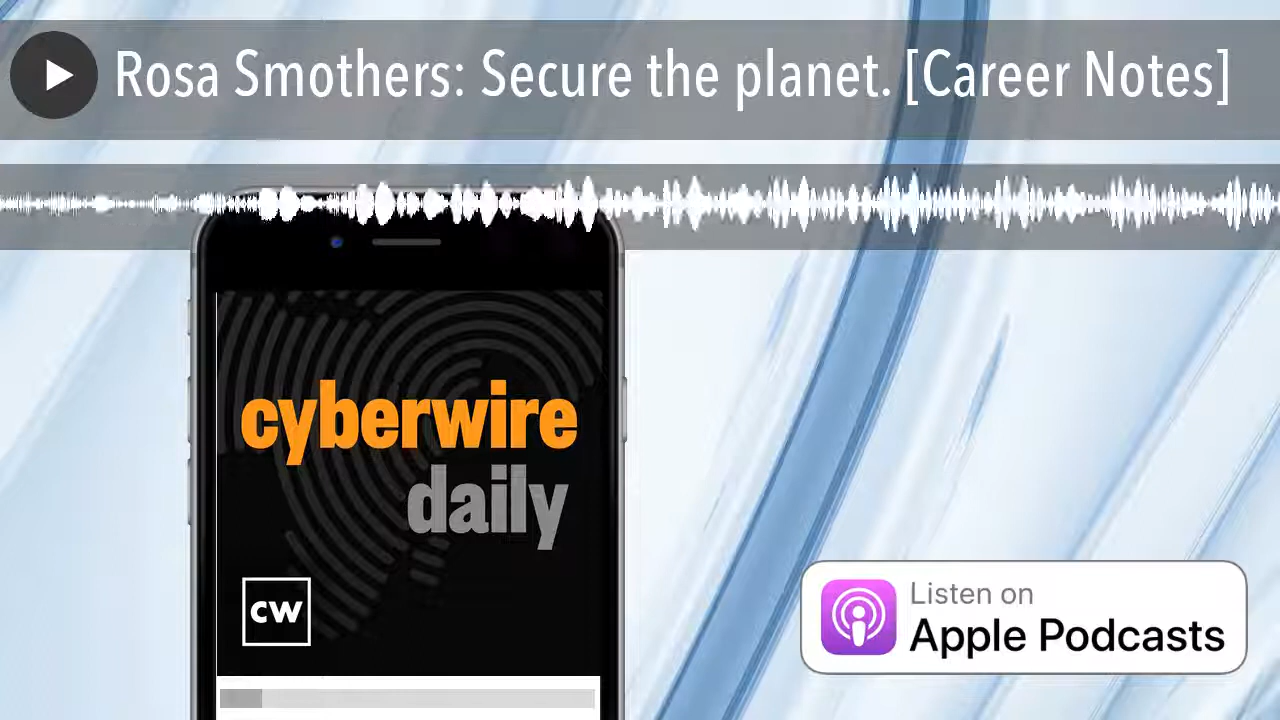 Rosa Smothers: Secure the planet. [Career Notes]
cyberwire
daily
CW
Listen on
Apple Podcasts